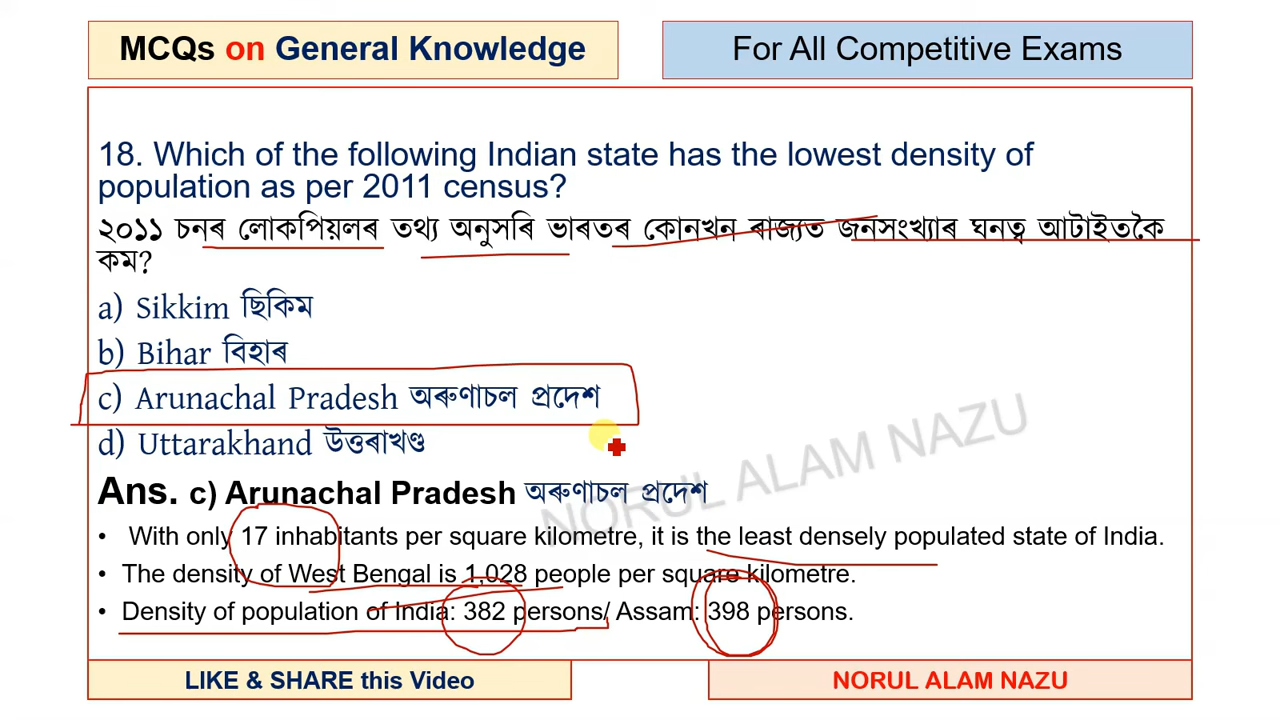 MCQs on General Knowledge
For All Competitive Exams
18. Which of the following Indian state has the lowest density of
population as per 2011 census?
২০১১ চনৰ লোকপিয়লৰ তথ্য অনুসৰি ভাৰতৰ কোনখন ৰাজ্যত জনসংখ্যাৰ ঘনত্ব আটাইতকৈ
কম?
a) Sikkim ছিকিম
b) Bihar বিহাৰ
c) Arunachal Pradesh অৰুণাচল প্ৰদেশ
d) Uttarakhand উত্তৰাখণ্ড
Ans. c) Arunachal Pradesh অৰুণাচল প্ৰদেশ
• With only 17 inhabitants per square kilometre, it is the least densely populated state of India.
• The density of West Bengal is 1,028 people per square kilometre.
• Density of population of India: 382 persons/ Assam: 398 persons.
NORUL ALAM NAZU
LIKE & SHARE this Video
NORUL ALAM NAZU